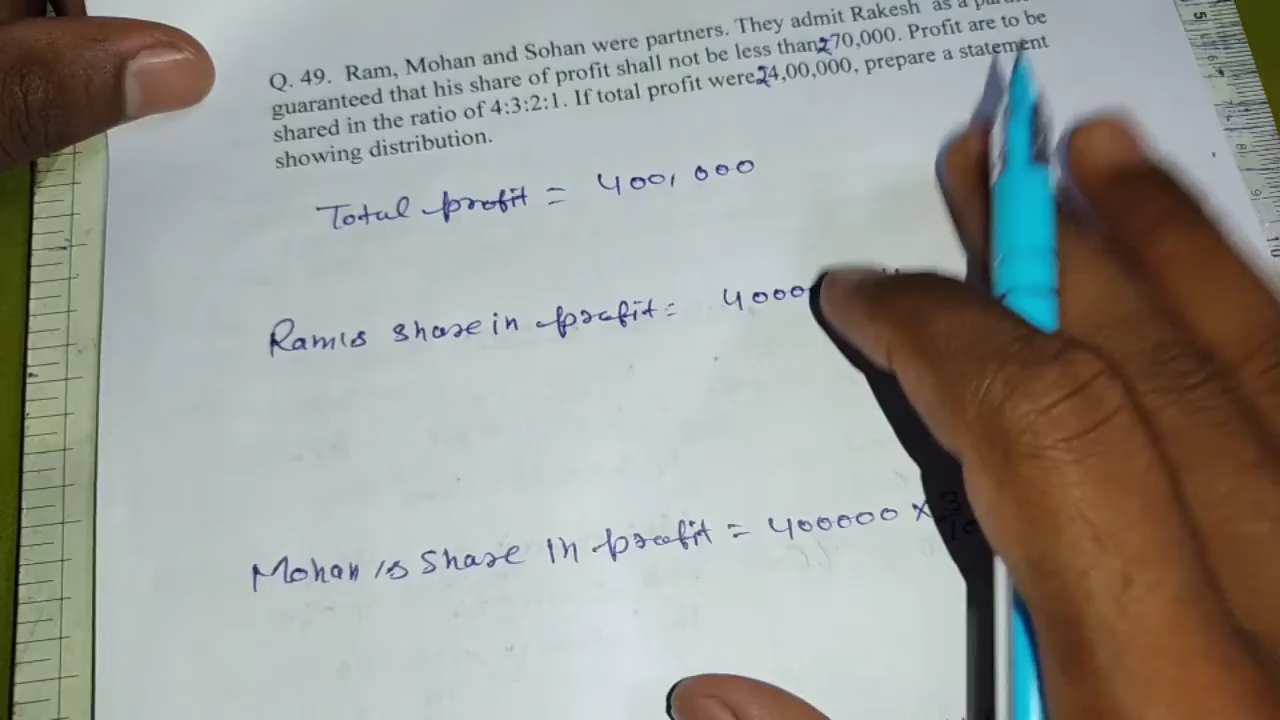 Q. 49. Ram, Mohan and Sohan were partners. They admit Rakesh as a
guaranteed that his share of profit shall not be less than ₹70,000. Profit are to be
shared in the ratio of 4:3:2:1. If total profit were ₹4,00,000, prepare a statement
showing distribution.
Total profit = 400,000
Ram's share in profit = 4000
Mohan's share in profit = 400000 × 3/10